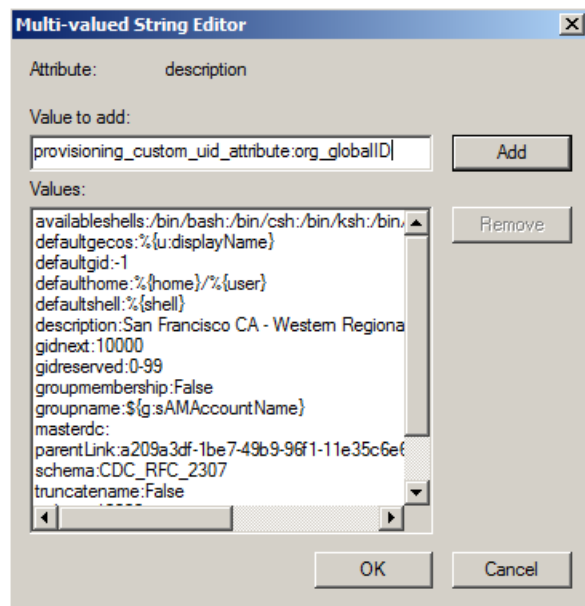 Multi-valued String Editor
Attribute: description
Value to add:
provisioning_custom_uid_attribute:org_globalID
Add
Values:
Remove
availableshells:/bin/bash:/bin/csh:/bin/ksh:/bin/
defaultgecos:%{u:displayName}
defaultgid:-1
defaulthome:%{home}/%{user}
defaultshell:%{shell}
description:San Francisco CA - Western Regiona
gidnext:10000
gidreserved:0-99
groupmembership:False
groupname:${g:sAMAccountName}
masterdc:
parentLink:a209a3df-1be7-49b9-96f1-11e35c6e6
schema:CDC_RFC_2307
truncatename:False
OK Cancel